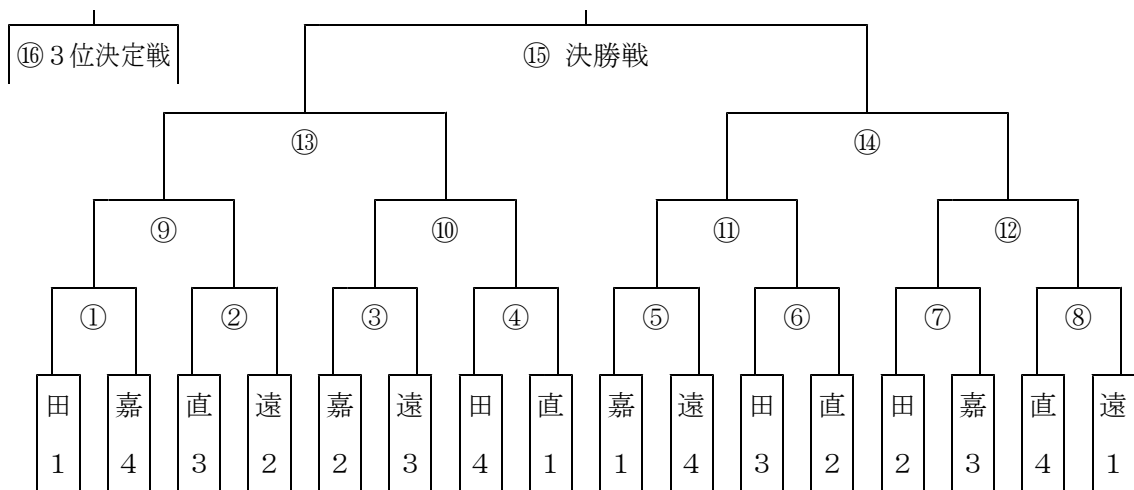 ⑯３位決定戦 ⑮ 決勝戦
⑬ ⑭
⑨ ⑩ ⑪ ⑫
① ② ③ ④ ⑤ ⑥ ⑦ ⑧
田 嘉 直 遠 嘉 遠 田 直 嘉 遠 田 直 田 嘉 直 遠
１ ４ ３ ２ ２ ３ ４ １ １ ４ ３ ２ ２ ３ ４ １